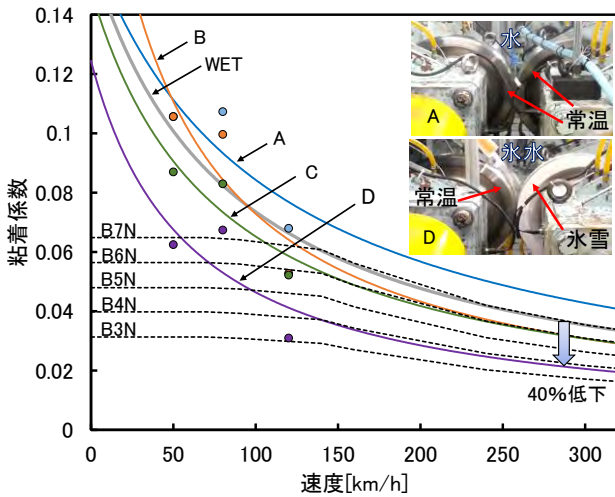 0.14
0.12
0.1
0.08
0.06
0.04
0.02
0
粘着係数
B
WET
A
C
D
B7N
B6N
B5N
B4N
B3N
水
常温
A
氷水
常温
D
氷雪
40%低下
0
50
100
150
200
250
300
速度[km/h]